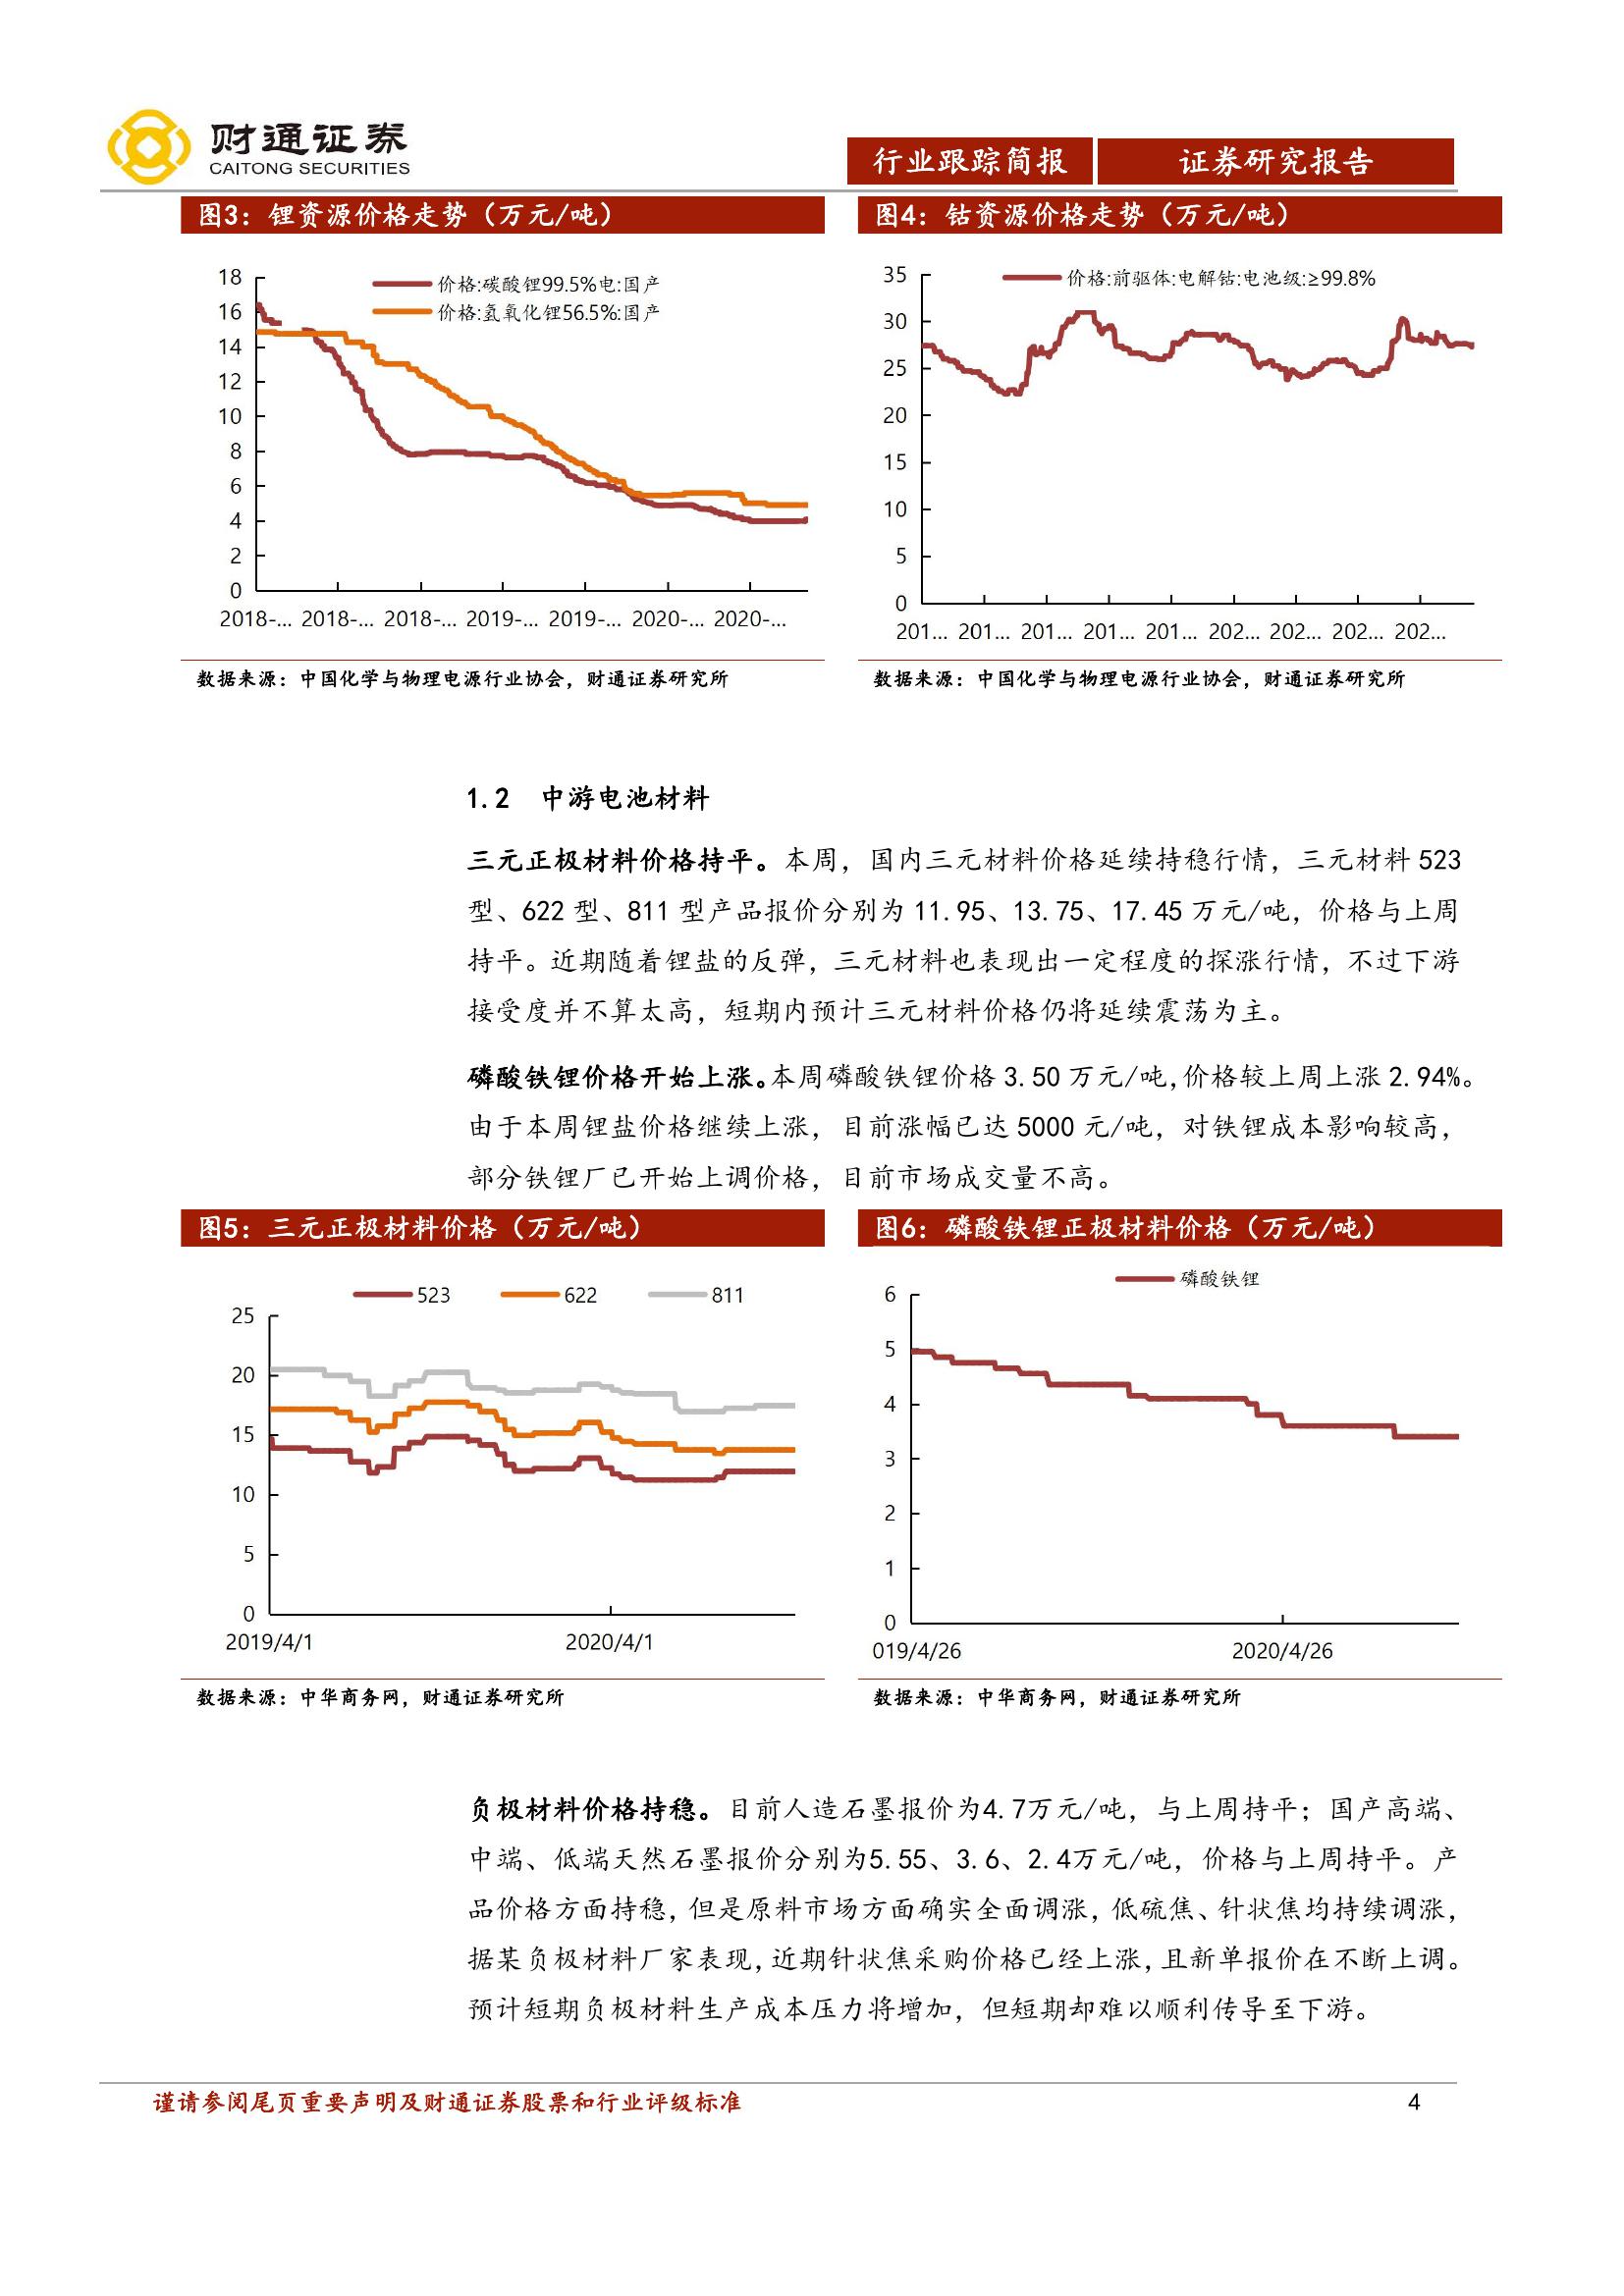 财通证券
CAITONG SECURITIES
行业跟踪简报
证券研究报告
图3：锂资源价格走势（万元/吨）
18
16
14
12
10
8
6
4
2
0
价格:碳酸锂99.5%电:国产
价格:氢氧化锂56.5%:国产
2018-... 2018-... 2018-... 2019-... 2019-... 2020-... 2020-...
数据来源：中国化学与物理电源行业协会，财通证券研究所
图4：钴资源价格走势（万元/吨）
35
30
25
20
15
10
5
0
价格:前驱体:电解钴:电池级:≥99.8%
201... 201... 201... 201... 201... 202... 202... 202... 202...
数据来源：中国化学与物理电源行业协会，财通证券研究所
1.2 中游电池材料
三元正极材料价格持平。本周，国内三元材料价格延续持稳行情，三元材料 523
型、622 型、811 型产品报价分别为 11.95、13.75、17.45 万元/吨，价格与上周
持平。近期随着锂盐的反弹，三元材料也表现出一定程度的探涨行情，不过下游
接受度并不算太高，短期内预计三元材料价格仍将延续震荡为主。
磷酸铁锂价格开始上涨。本周磷酸铁锂价格 3.50 万元/吨，价格较上周上涨 2.94%。
由于本周锂盐价格继续上涨，目前涨幅已达 5000 元/吨，对铁锂成本影响较高，
部分铁锂厂已开始上调价格，目前市场成交量不高。
图5：三元正极材料价格（万元/吨）
523 622 811
25
20
15
10
5
0
2019/4/1 2020/4/1
数据来源：中华商务网，财通证券研究所
图6：磷酸铁锂正极材料价格（万元/吨）
磷酸铁锂
6
5
4
3
2
1
0
019/4/26 2020/4/26
数据来源：中华商务网，财通证券研究所
负极材料价格持稳。目前人造石墨报价为4.7万元/吨，与上周持平；国产高端、
中端、低端天然石墨报价分别为5.55、3.6、2.4万元/吨，价格与上周持平。产
品价格方面持稳，但是原料市场方面确实全面调涨，低硫焦、针状焦均持续调涨，
据某负极材料厂家表现，近期针状焦采购价格已经上涨，且新单报价在不断上调。
预计短期负极材料生产成本压力将增加，但短期却难以顺利传导至下游。
谨请参阅尾页重要声明及财通证券股票和行业评级标准
4